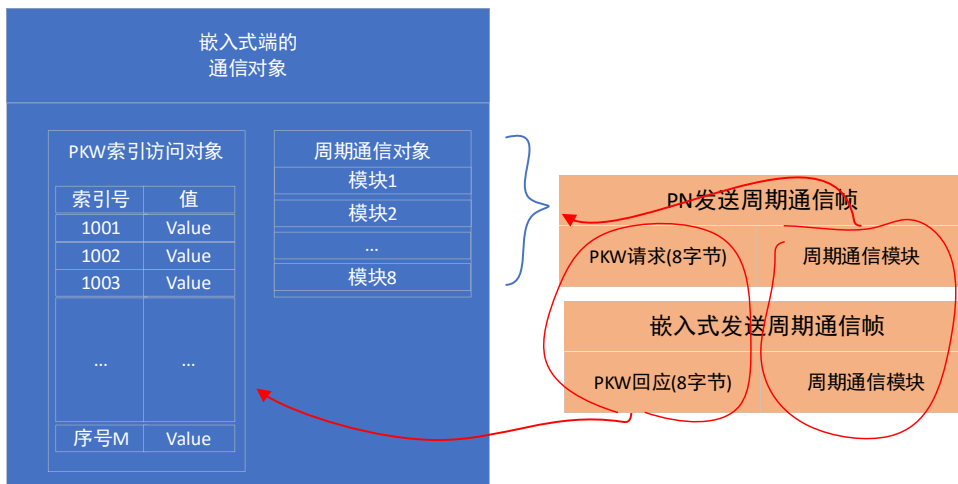 嵌入式端的
通信对象
PKW索引访问对象
索引号 值
1001 Value
1002 Value
1003 Value
... ...
序号M Value
周期通信对象
模块1
模块2
...
模块8
PN发送周期通信帧
PKW请求(8字节) 周期通信模块
嵌入式发送周期通信帧
PKW回应(8字节) 周期通信模块